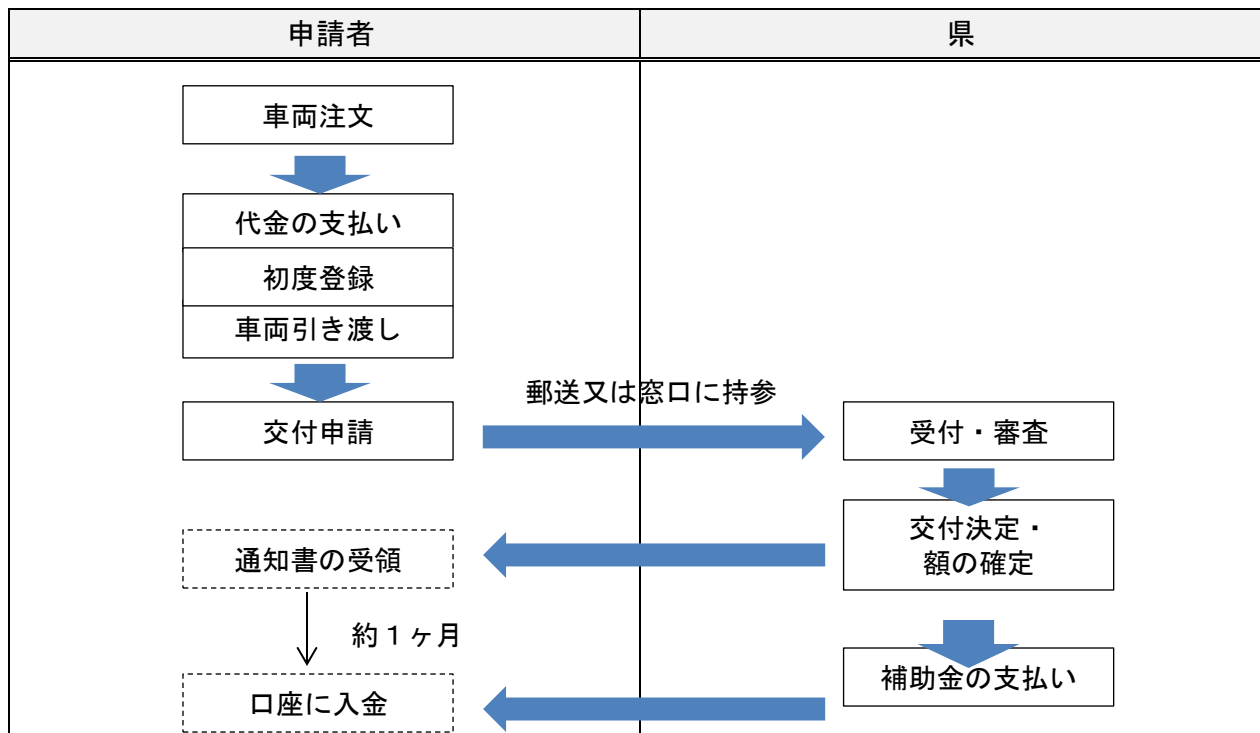 申請者
県
車両注文
代金の支払い
初度登録
車両引き渡し
郵送又は窓口に持参
交付申請
受付・審査
交付決定・
額の確定
通知書の受領
約１ヶ月
補助金の支払い
口座に入金